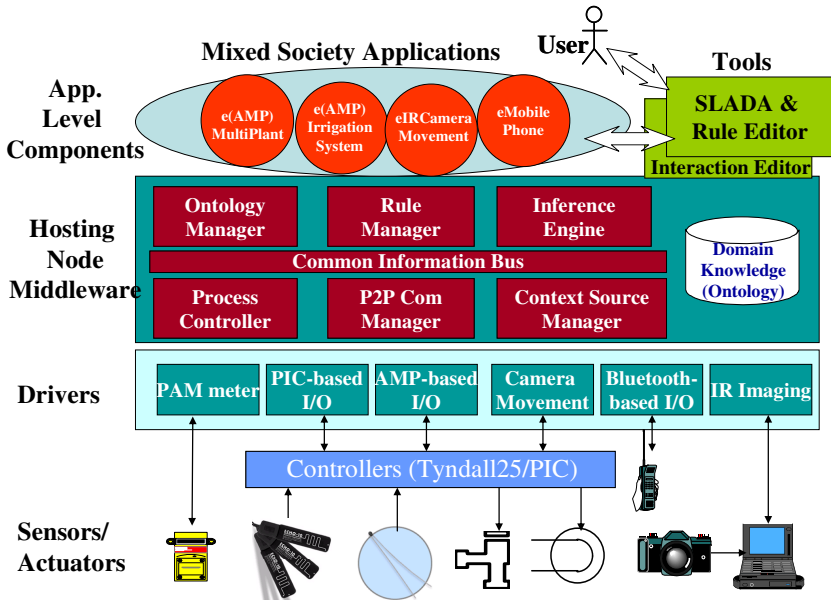 Mixed Society Applications
User
Tools
App.
Level
Components
e(AMP)
MultiPlant
e(AMP)
Irrigation
System
eIRCamera
Movement
eMobile
Phone
SLADA &
Rule Editor
Interaction Editor
Hosting
Node
Middleware
Ontology
Manager
Rule
Manager
Inference
Engine
Common Information Bus
Process
Controller
P2P Com
Manager
Context Source
Manager
Domain
Knowledge
(Ontology)
Drivers
PAM meter
PIC-based
I/O
AMP-based
I/O
Camera
Movement
Bluetooth-
based I/O
IR Imaging
Controllers (Tyndall25/PIC)
Sensors/
Actuators